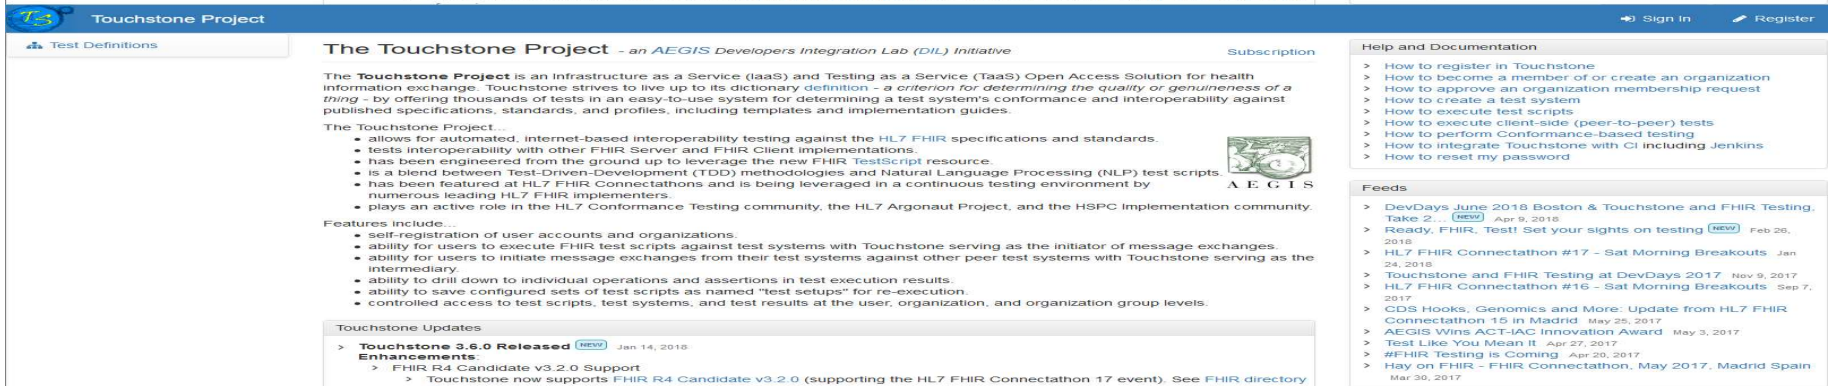 Touchstone Project
Sign In
Register
Test Definitions
The Touchstone Project - an AEGIS Developers Integration Lab (DIL) Initiative
Subscription
The Touchstone Project is an Infrastructure as a Service (IaaS) and Testing as a Service (TaaS) Open Access Solution for health
information exchange. Touchstone strives to live up to its dictionary definition - a criterion for determining the quality or genuineness of a
thing - by offering thousands of tests in an easy-to-use system for determining a test system's conformance and interoperability against
published specifications, standards, and profiles, including templates and implementation guides.
The Touchstone Project...
• allows for automated, internet-based interoperability testing against the HL7 FHIR specifications and standards.
• tests interoperability with other FHIR Server and FHIR Client implementations.
• has been engineered from the ground up to leverage the new FHIR TestScript resource.
• is a blend between Test-Driven-Development (TDD) methodologies and Natural Language Processing (NLP) test scripts.
• has been featured at HL7 FHIR Connectathons and is being leveraged in a continuous testing environment by
numerous leading HL7 FHIR implementers.
• plays an active role in the HL7 Conformance Testing community, the HL7 Argonaut Project, and the HSPC Implementation community.
AEGIS
Features include...
• self-registration of user accounts and organizations.
• ability for users to execute FHIR test scripts against test systems with Touchstone serving as the initiator of message exchanges.
• ability for users to initiate message exchanges from their test systems against other peer test systems with Touchstone serving as the
intermediary.
• ability to drill down to individual operations and assertions in test execution results.
• ability to save configured sets of test scripts as named "test setups" for re-execution.
• controlled access to test scripts, test systems, and test results at the user, organization, and organization group levels.
Touchstone Updates
> Touchstone 3.6.0 Released NEW Jan 14, 2018
Enhancements:
> FHIR R4 Candidate v3.2.0 Support
> Touchstone now supports FHIR R4 Candidate v3.2.0 (supporting the HL7 FHIR Connectathon 17 event). See FHIR directory
Help and Documentation
> How to register in Touchstone
> How to become a member of or create an organization
> How to approve an organization membership request
> How to create a test system
> How to execute test scripts
> How to execute client-side (peer-to-peer) tests
> How to perform Conformance-based testing
> How to integrate Touchstone with CI including Jenkins
> How to reset my password
Feeds
> DevDays June 2018 Boston & Touchstone and FHIR Testing,
Take 2... NEW Apr 9, 2018
> Ready, FHIR, Test! Set your sights on testing NEW Feb 26,
2018
> HL7 FHIR Connectathon #17 - Sat Morning Breakouts Jan
24, 2018
> Touchstone and FHIR Testing at DevDays 2017 Nov 9, 2017
> HL7 FHIR Connectathon #16 - Sat Morning Breakouts Sep 7,
2017
> CDS Hooks, Genomics and More: Update from HL7 FHIR
Connectathon 15 in Madrid May 25, 2017
> AEGIS Wins ACT-IAC Innovation Award May 3, 2017
> Test Like You Mean It Apr 27, 2017
> #FHIR Testing is Coming Apr 20, 2017
> Hay on FHIR - FHIR Connectathon, May 2017, Madrid Spain
Mar 30, 2017